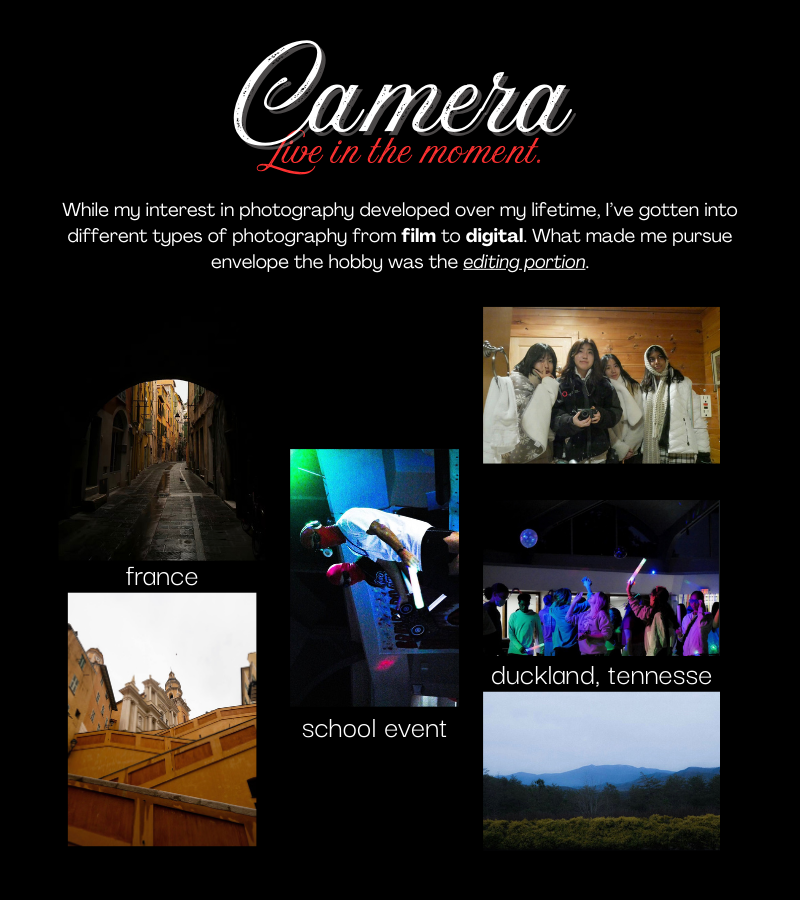 Camera
Live in the moment.
While my interest in photography developed over my lifetime, I've gotten into
different types of photography from film to digital. What made me pursue
envelope the hobby was the editing portion.
france
school event
duckland, tennesse